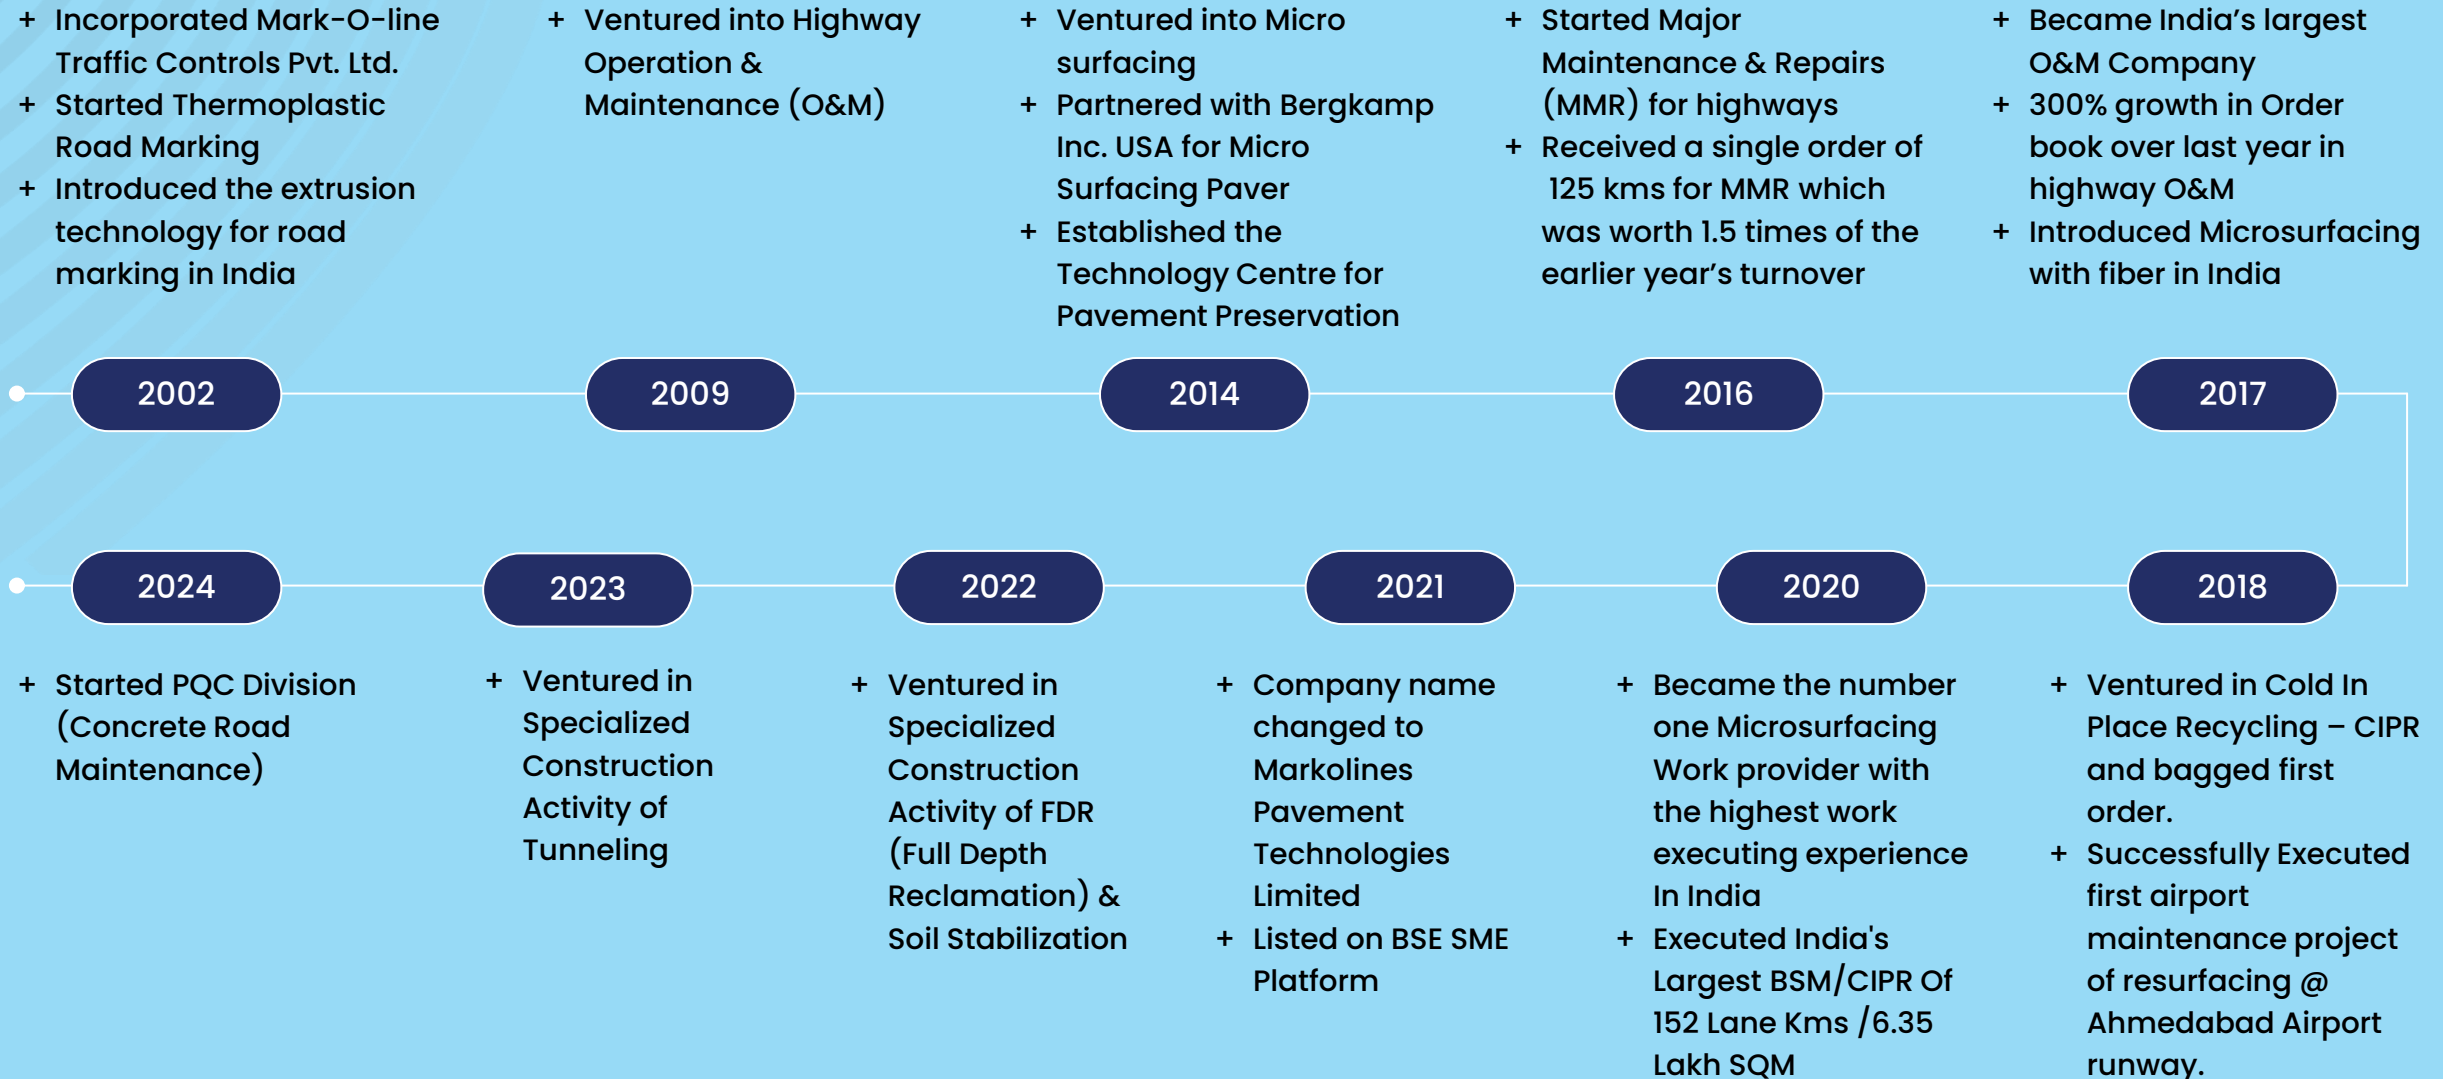 + Incorporated Mark-O-line
Traffic Controls Pvt. Ltd.
+ Started Thermoplastic
Road Marking
+ Introduced the extrusion
technology for road
marking in India
+ Ventured into Highway
Operation &
Maintenance (O&M)
+ Ventured into Micro
surfacing
+ Partnered with Bergkamp
Inc. USA for Micro
Surfacing Paver
+ Established the
Technology Centre for
Pavement Preservation
+ Started Major
Maintenance & Repairs
(MMR) for highways
+ Received a single order of
125 kms for MMR which
was worth 1.5 times of the
earlier year’s turnover
+ Became India’s largest
O&M Company
+ 300% growth in Order
book over last year in
highway O&M
+ Introduced Microsurfacing
with fiber in India
2002
2009
2014
2016
2017
2024
2023
2022
2021
2020
2018
+ Started PQC Division
(Concrete Road
Maintenance)
+ Ventured in
Specialized
Construction
Activity of
Tunneling
+ Ventured in
Specialized
Construction
Activity of FDR
(Full Depth
Reclamation) &
Soil Stabilization
+ Company name
changed to
Markolines
Pavement
Technologies
Limited
+ Listed on BSE SME
Platform
+ Became the number
one Microsurfacing
Work provider with
the highest work
executing experience
In India
+ Executed India's
Largest BSM/CIPR Of
152 Lane Kms /6.35
Lakh SQM
+ Ventured in Cold In
Place Recycling – CIPR
and bagged first
order.
+ Successfully Executed
first airport
maintenance project
of resurfacing @
Ahmedabad Airport
runway.